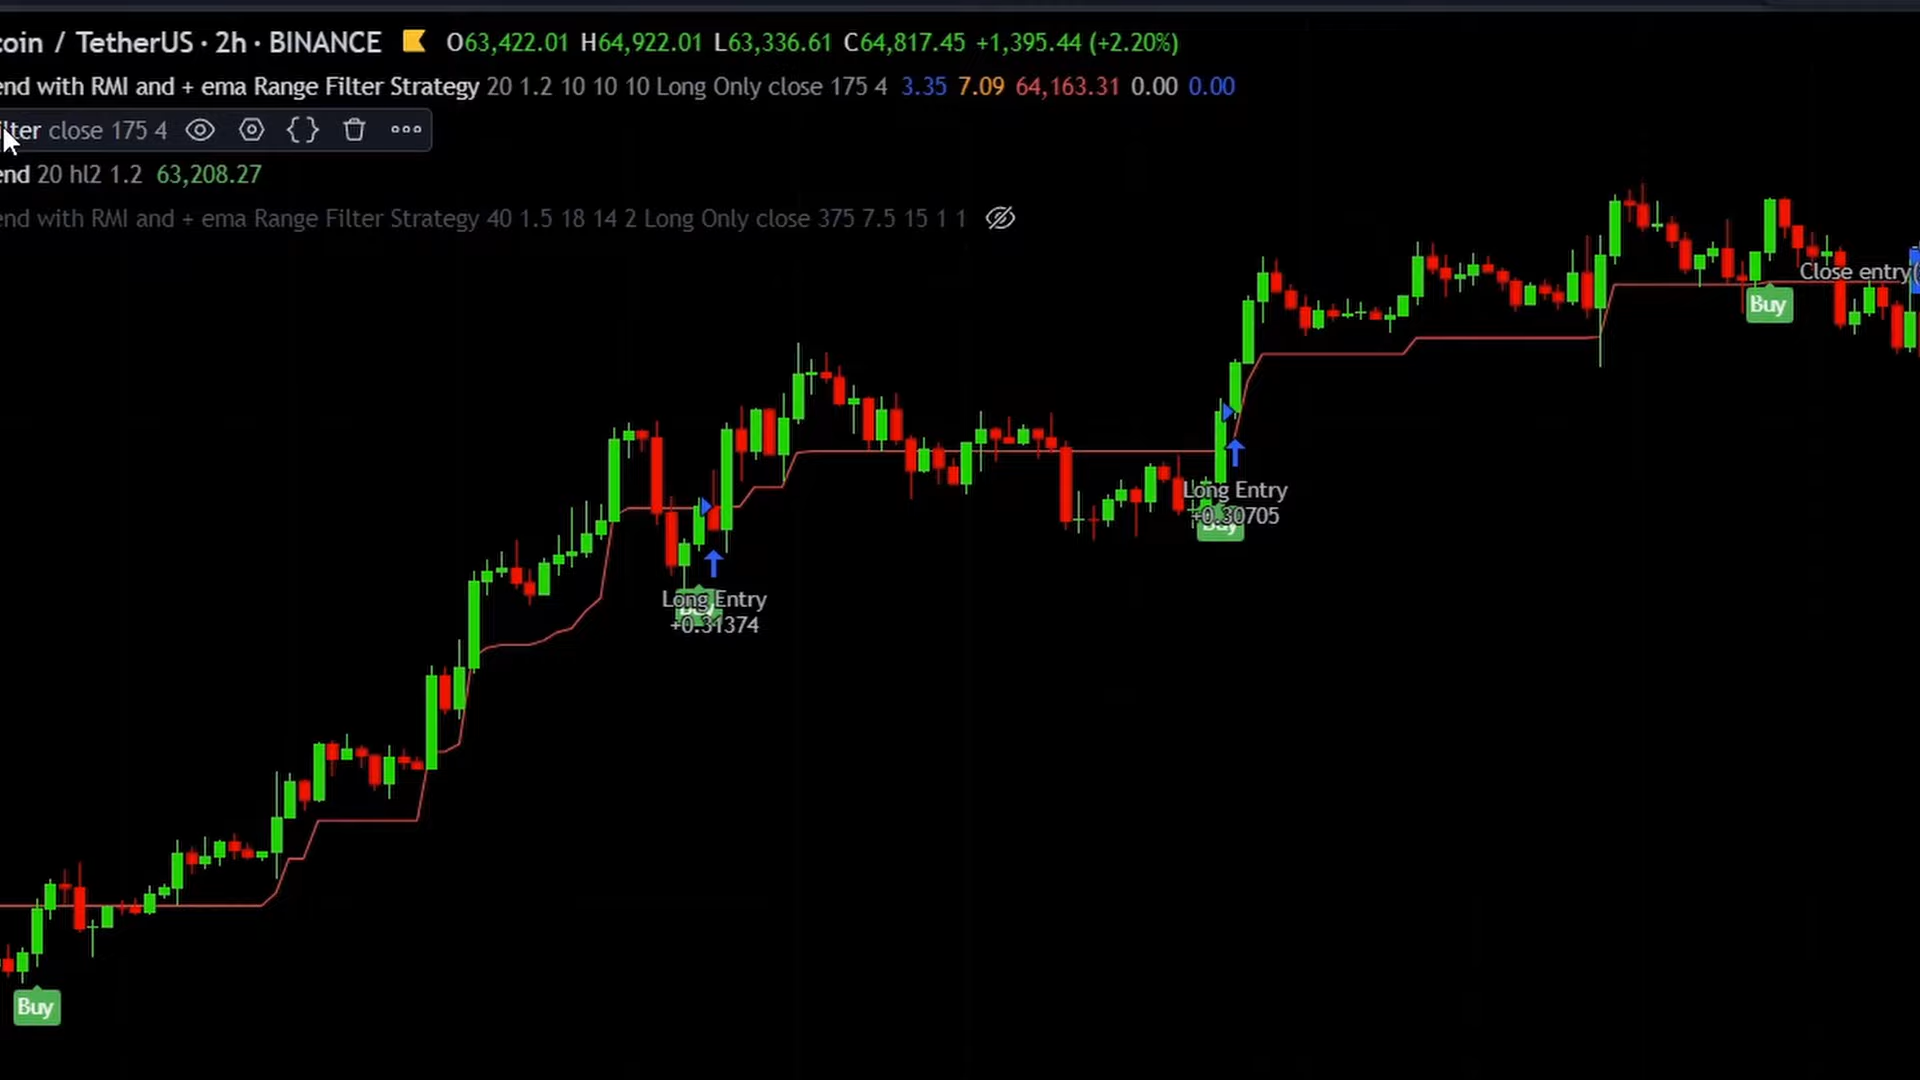 coin / TetherUS · 2h · BINANCE O63,422.01 H64,922.01 L63,336.61 C64,817.45 +1,395.44 (+2.20%)
end with RMI and + ema Range Filter Strategy 20 1.2 10 10 10 Long Only close 175 4 3.35 7.09 64,163.31 0.00 0.00
ilter close 175 4
end 20 hl2 1.2 63,208.27
end with RMI and + ema Range Filter Strategy 40 1.5 18 14 2 Long Only close 375 7.5 15 1 1
Close entry(
Buy
Long Entry
+0.30705
Buy
Long Entry
Buy
+0.31374
Buy